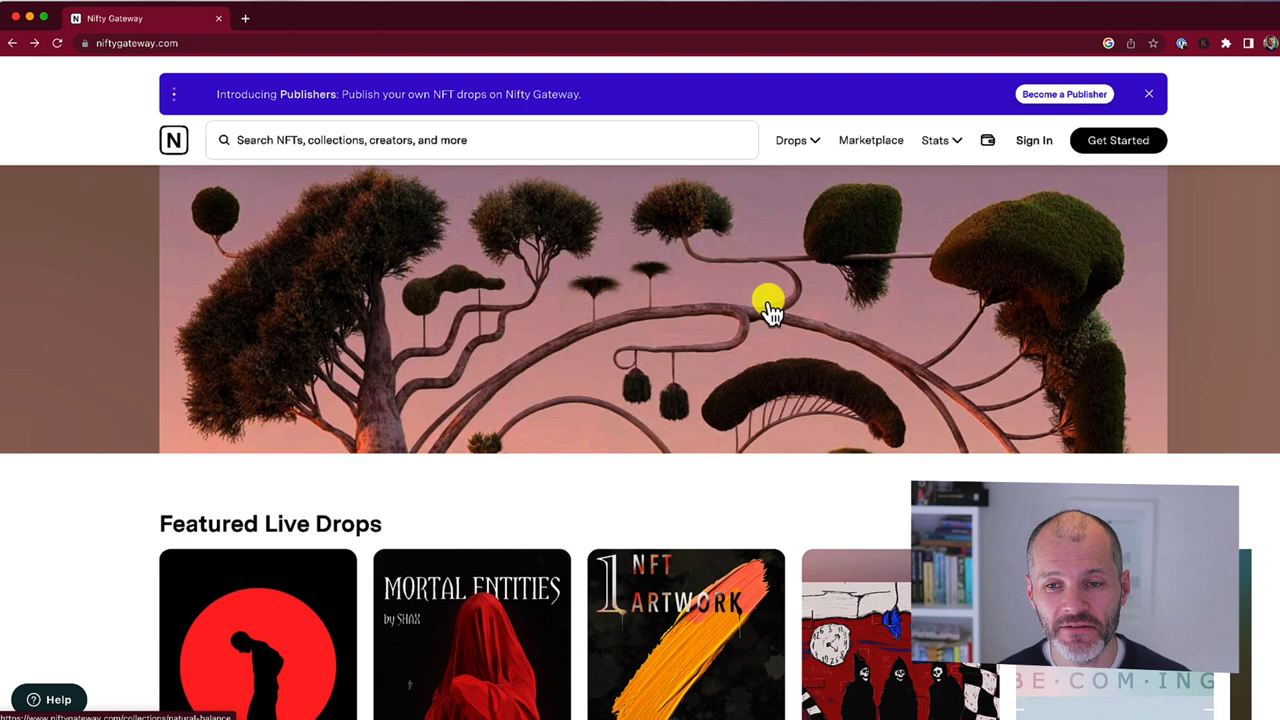 Nifty Gateway
niftygateway.com
Introducing Publishers: Publish your own NFT drops on Nifty Gateway.
Become a Publisher
N
Search NFTs, collections, creators, and more
Drops
Marketplace
Stats
Sign In
Get Started
Featured Live Drops
MORTAL ENTITIES
by SHAX
1 NFT
ARTWORK
BE·COM·ING
Help
https://www.niftygateway.com/collections/natural-balance